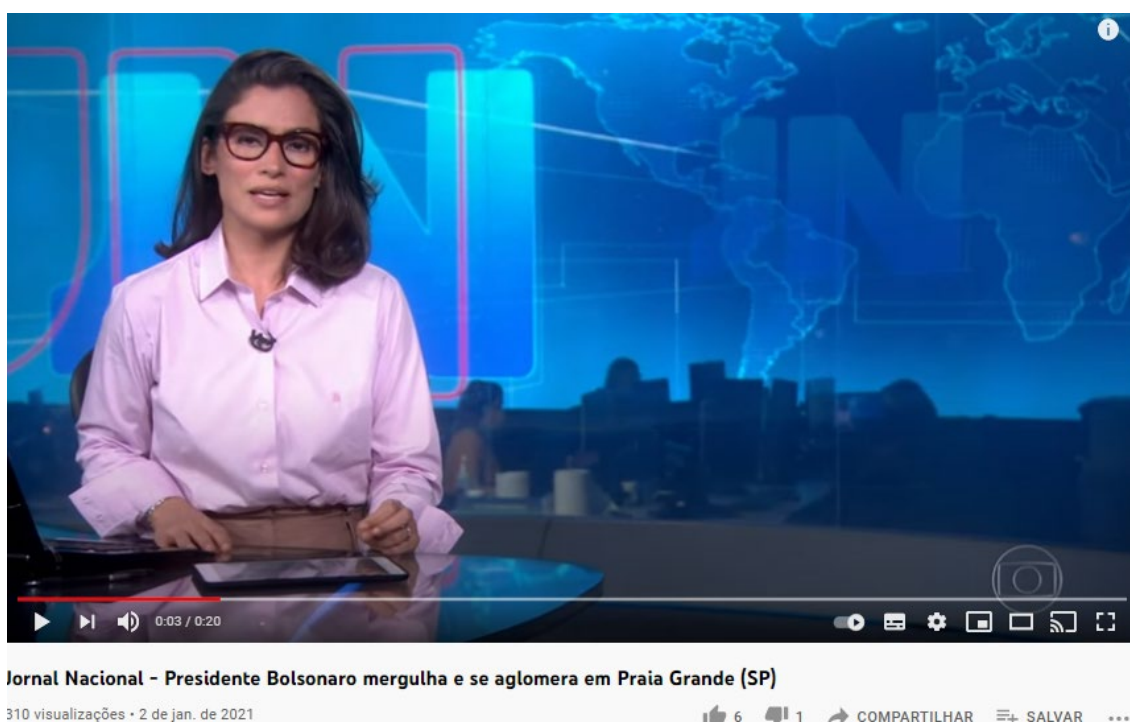 JN
0:03 / 0:20
Jornal Nacional - Presidente Bolsonaro mergulha e se aglomera em Praia Grande (SP)
310 visualizações • 2 de jan. de 2021
6
1
COMPARTILHAR
SALVAR